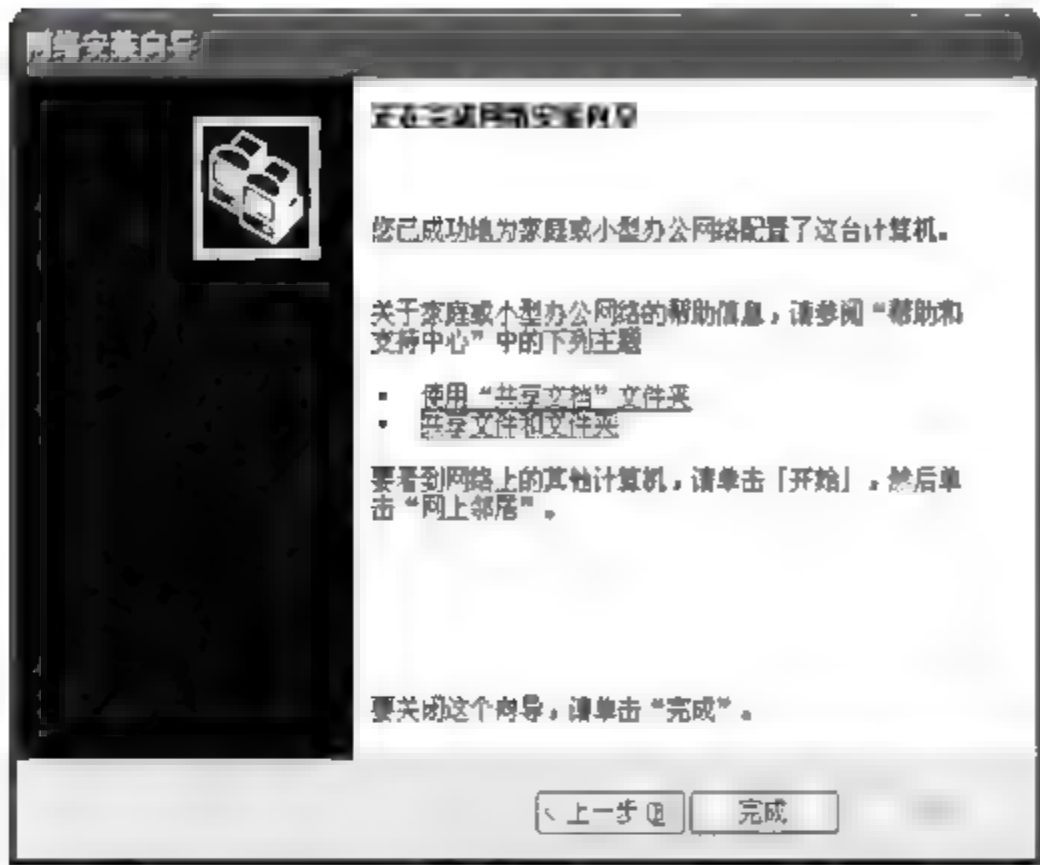 网络安装向导
正在完成网络安装向导
您已成功地为家庭或小型办公网络配置了这台计算机。
关于家庭或小型办公网络的帮助信息，请参阅“帮助和
支持中心”中的下列主题
▪ 使用“共享文档”文件夹
▪ 共享文件和文件夹
要看到网络上的其他计算机，请单击「开始」，然后单
击“网上邻居”。
要关闭这个向导，请单击“完成”。
<上一步(B) 完成